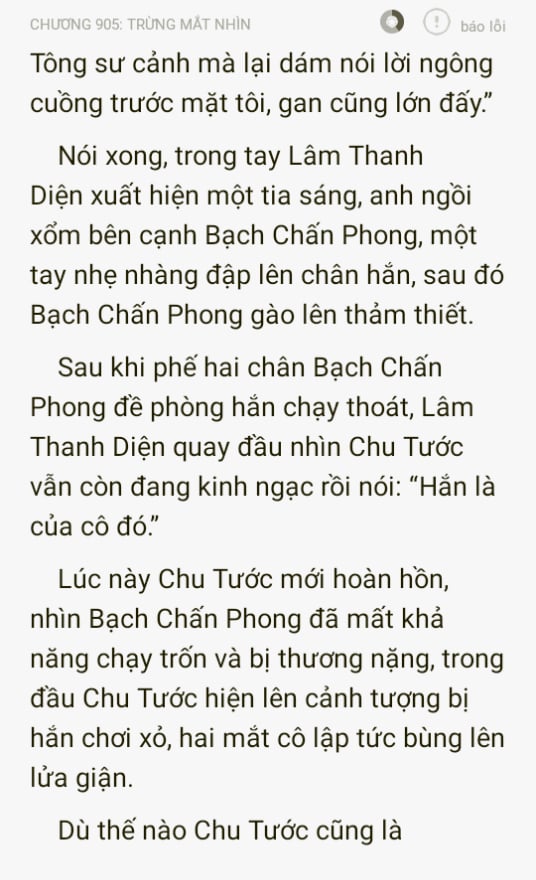 CHƯƠNG 905: TRỪNG MẮT NHÌN
báo lỗi
Tông sư cảnh mà lại dám nói lời ngông
cuồng trước mặt tôi, gan cũng lớn đấy.”
Nói xong, trong tay Lâm Thanh
Diện xuất hiện một tia sáng, anh ngồi
xổm bên cạnh Bạch Chấn Phong, một
tay nhẹ nhàng đập lên chân hắn, sau đó
Bạch Chấn Phong gào lên thảm thiết.
Sau khi phế hai chân Bạch Chấn
Phong đề phòng hắn chạy thoát, Lâm
Thanh Diện quay đầu nhìn Chu Tước
vẫn còn đang kinh ngạc rồi nói: “Hắn là
của cô đó.”
Lúc này Chu Tước mới hoàn hồn,
nhìn Bạch Chấn Phong đã mất khả
năng chạy trốn và bị thương nặng, trong
đầu Chu Tước hiện lên cảnh tượng bị
hắn chơi xỏ, hai mắt cô lập tức bùng lên
lửa giận.
Dù thế nào Chu Tước cũng là